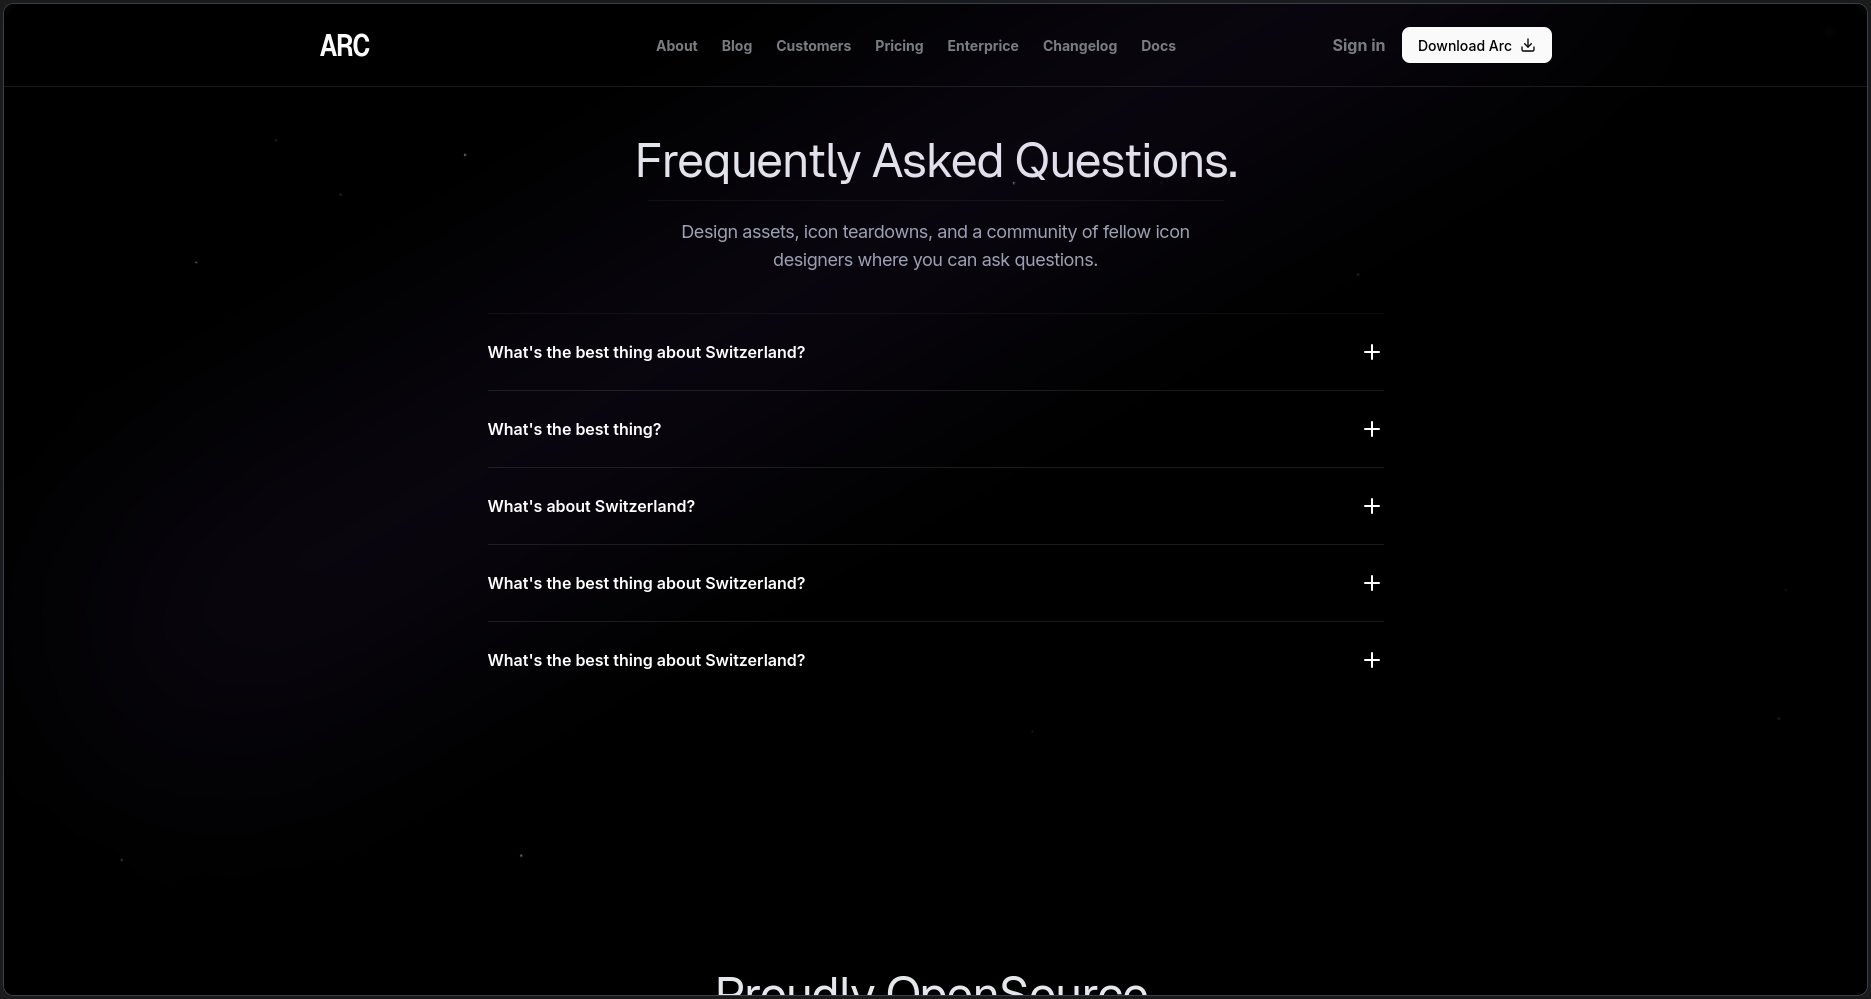 ARC
About Blog Customers Pricing Enterprice Changelog Docs
Sign in
Download Arc
Frequently Asked Questions.
Design assets, icon teardowns, and a community of fellow icon
designers where you can ask questions.
What's the best thing about Switzerland?
What's the best thing?
What's about Switzerland?
What's the best thing about Switzerland?
What's the best thing about Switzerland?
Proudly OpenSource